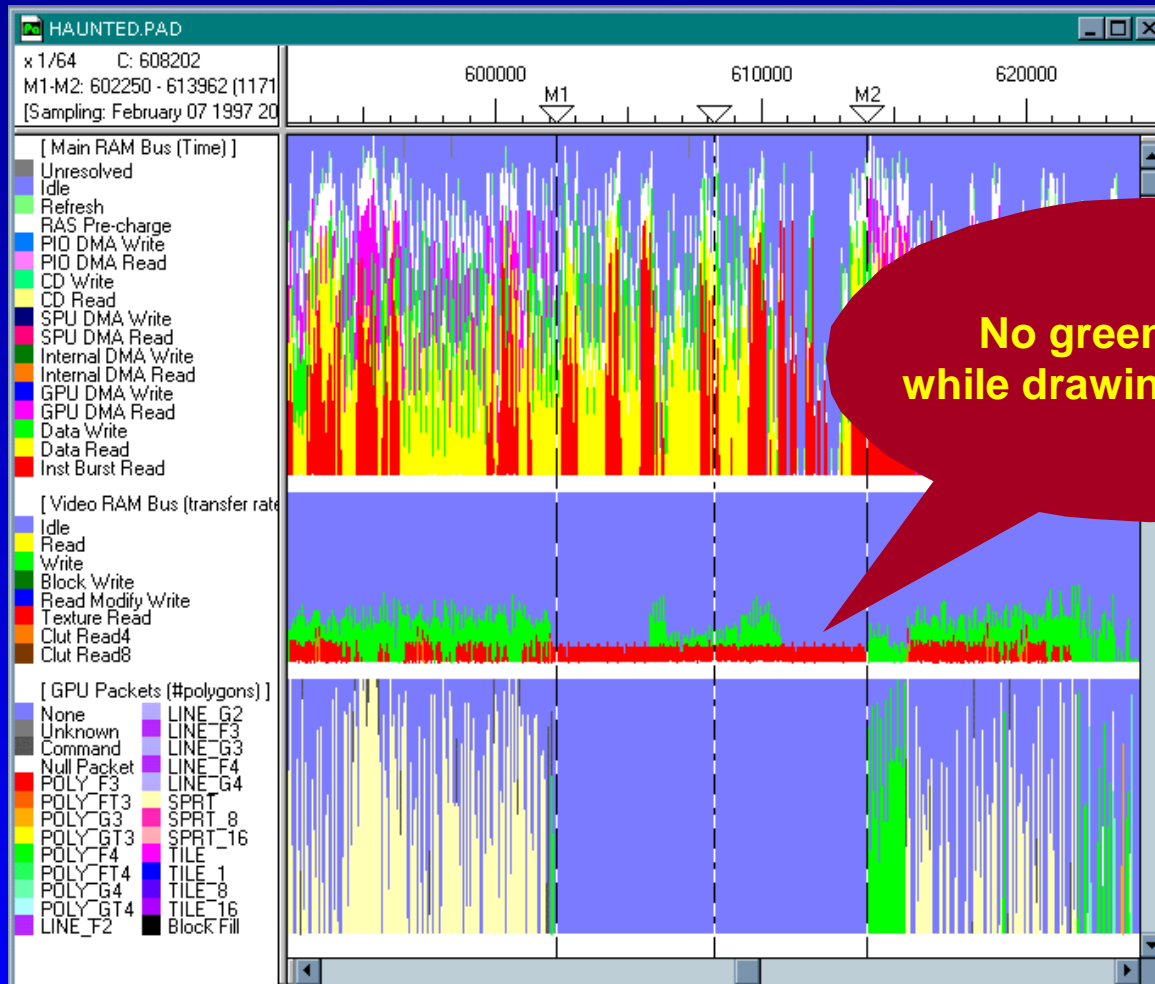 HAUNTED.PAD
x 1/64 C: 608202
M1-M2: 602250 - 613962 (1171
[Sampling: February 07 1997 20
600000 610000 620000
M1 M2
[ Main RAM Bus (Time) ]
Unresolved
Idle
Refresh
RAS Pre-charge
PIO DMA Write
PIO DMA Read
CD Write
CD Read
SPU DMA Write
SPU DMA Read
Internal DMA Write
Internal DMA Read
GPU DMA Write
GPU DMA Read
Data Write
Data Read
Inst Burst Read
No green
while drawin
[ Video RAM Bus (transfer rate
Idle
Read
Write
Block Write
Read Modify Write
Texture Read
Clut Read4
Clut Read8
[ GPU Packets (#polygons) ]
None LINE_G2
Unknown LINE_F3
Command LINE_G3
Null Packet LINE_F4
POLY_F3 LINE_G4
POLY_FT3 SPRT
POLY_G3 SPRT_8
POLY_GT3 SPRT_16
POLY_F4 TILE
POLY_FT4 TILE_1
POLY_G4 TILE_8
POLY_GT4 TILE_16
LINE_F2 Block Fill